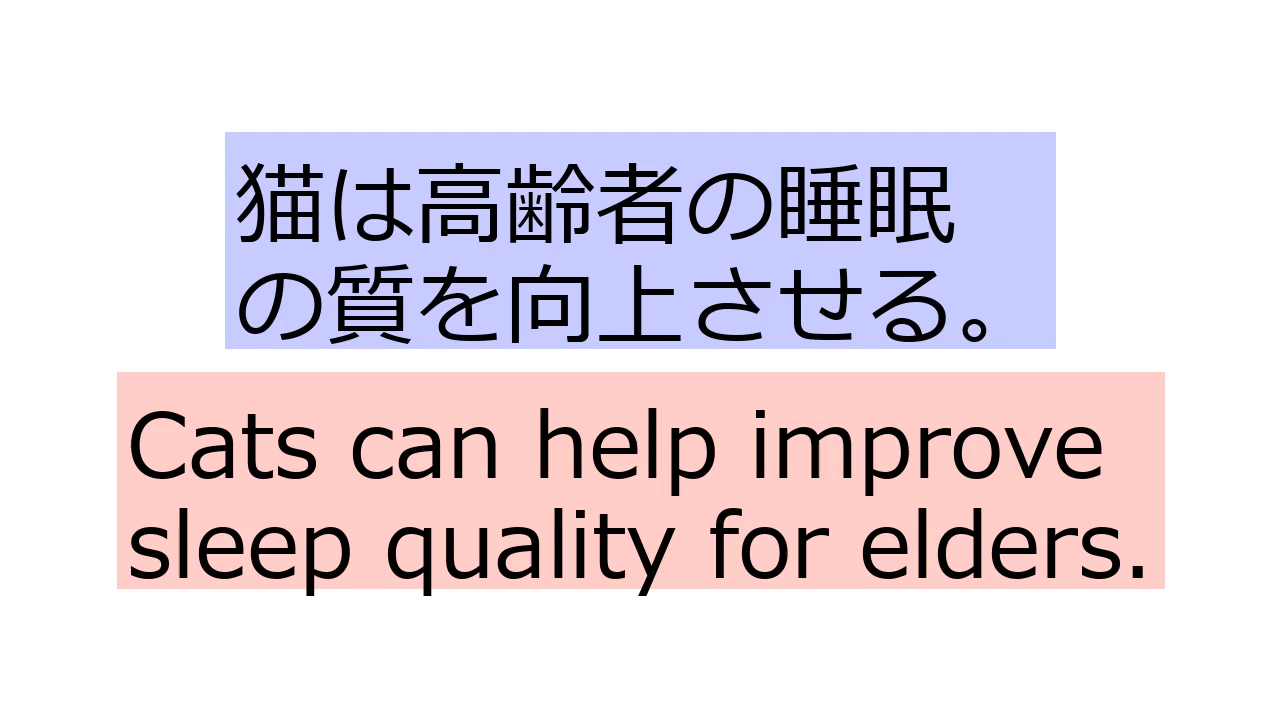 猫は高齢者の睡眠
の質を向上させる。
Cats can help improve
sleep quality for elders.